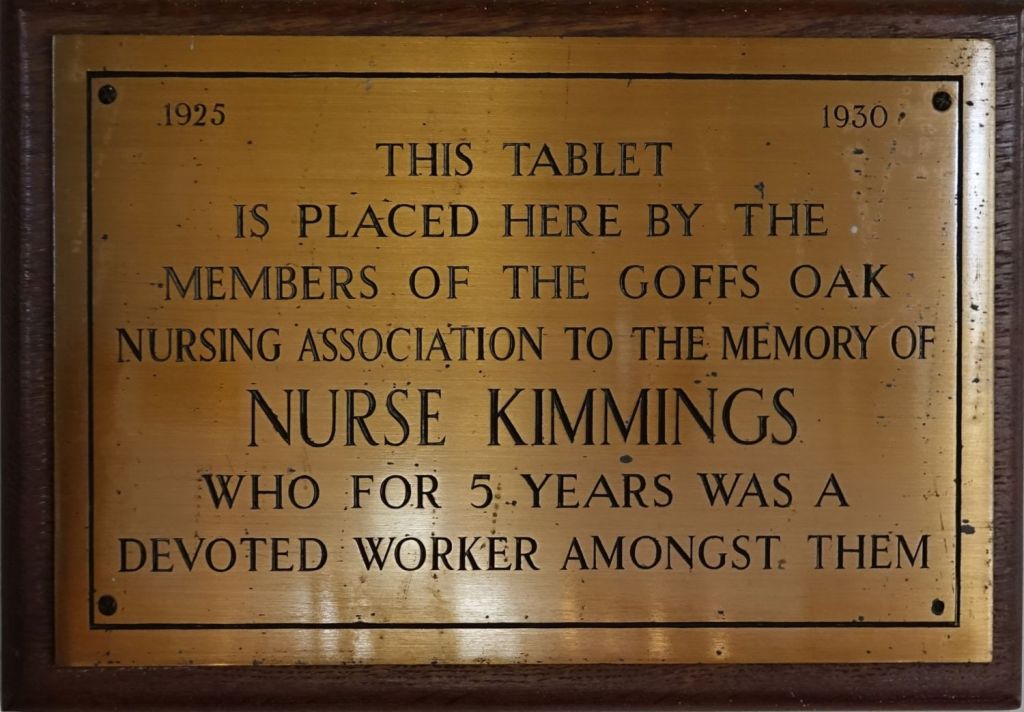 1925 1930
THIS TABLET
IS PLACED HERE BY THE
MEMBERS OF THE GOFFS OAK
NURSING ASSOCIATION TO THE MEMORY OF
NURSE KIMMINGS
WHO FOR 5 YEARS WAS A
DEVOTED WORKER AMONGST THEM